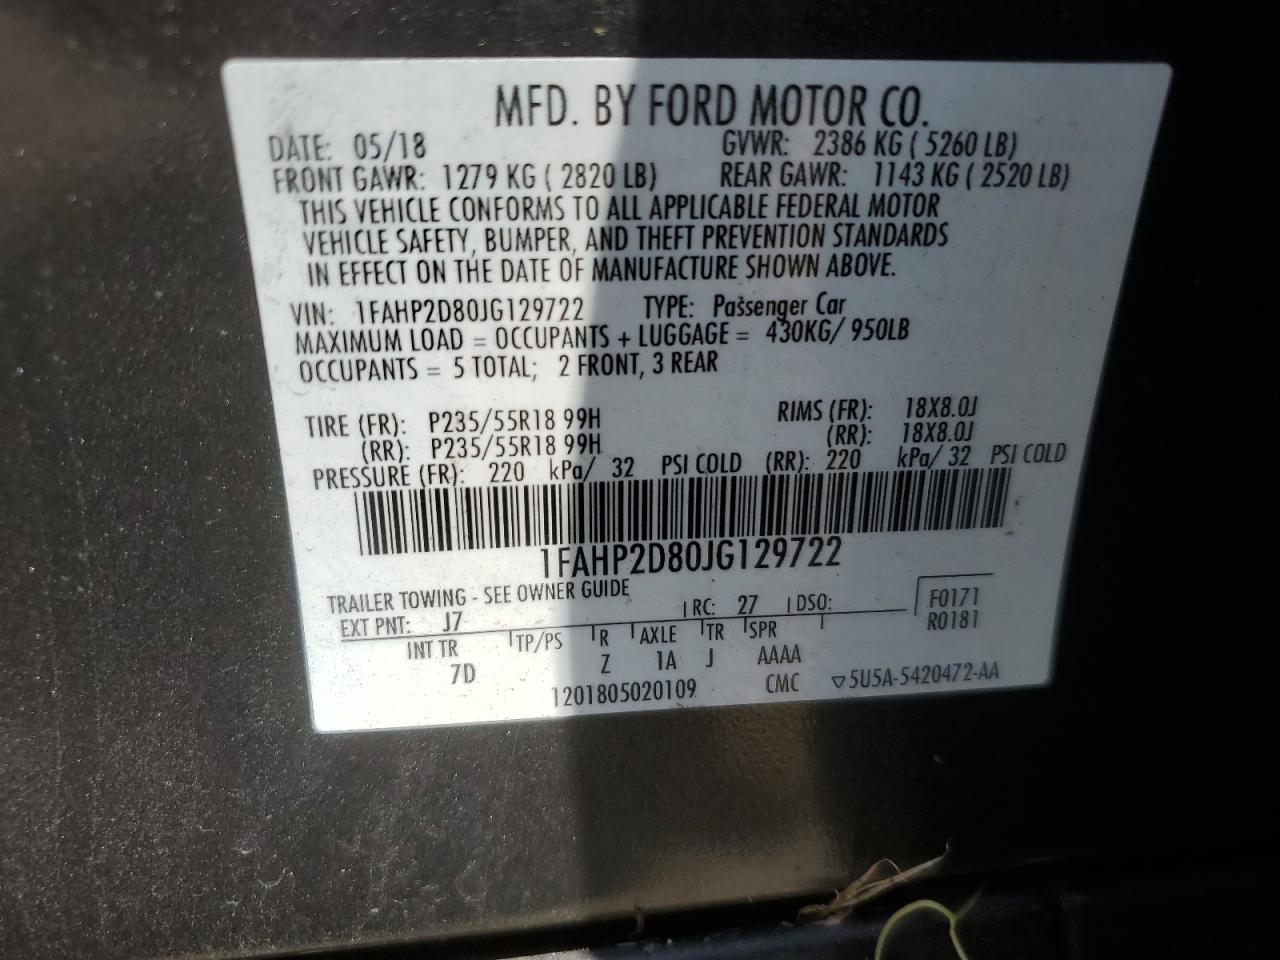 MFD. BY FORD MOTOR CO.
DATE: 05/18 GVWR: 2386 KG ( 5260 LB)
FRONT GAWR: 1279 KG ( 2820 LB) REAR GAWR: 1143 KG ( 2520 LB)
THIS VEHICLE CONFORMS TO ALL APPLICABLE FEDERAL MOTOR
VEHICLE SAFETY, BUMPER, AND THEFT PREVENTION STANDARDS
IN EFFECT ON THE DATE OF MANUFACTURE SHOWN ABOVE.
VIN: 1FAHP2D80JG129722 TYPE: Passenger Car
MAXIMUM LOAD = OCCUPANTS + LUGGAGE = 430KG/ 950LB
OCCUPANTS = 5 TOTAL; 2 FRONT, 3 REAR
TIRE (FR): P235/55R18 99H RIMS (FR): 18X8.0J
(RR): P235/55R18 99H (RR): 18X8.0J
PRESSURE (FR): 220 kPa/ 32 PSI COLD (RR): 220 kPa/ 32 PSI COLD
1FAHP2D80JG129722
TRAILER TOWING - SEE OWNER GUIDE
EXT PNT: J7 RC: 27 DSO: F0171
R0181
INT TR TP/PS R AXLE TR SPR
7D Z 1A J AAAA
1201805020109 CMC ▽5U5A-5420472-AA